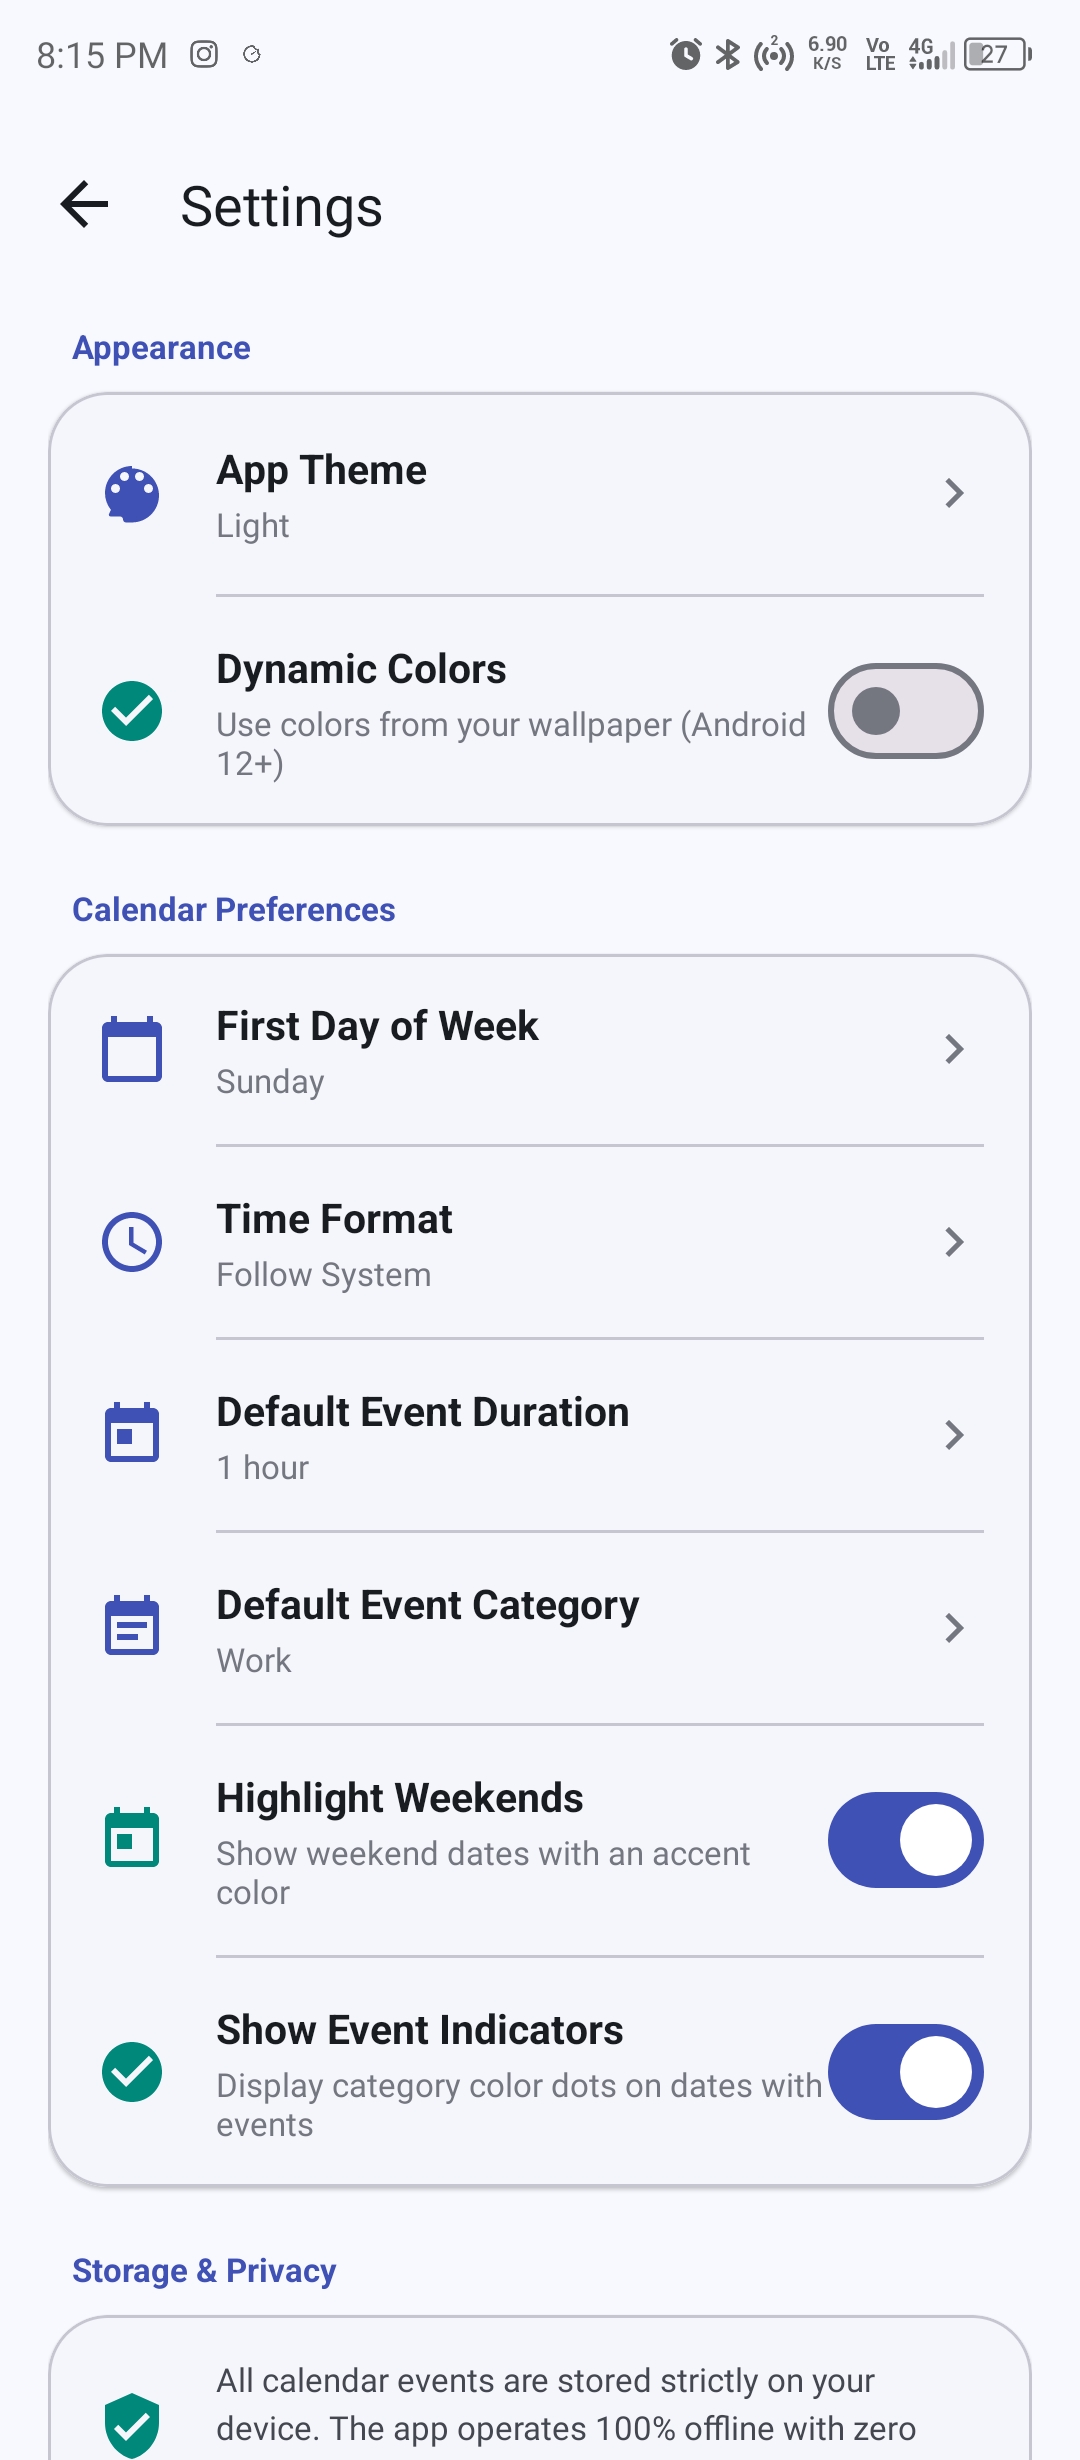 8:15 PM
2
6.90 K/S
Vo LTE
4G
27
Settings
Appearance
App Theme
Light
Dynamic Colors
Use colors from your wallpaper (Android
12+)
Calendar Preferences
First Day of Week
Sunday
Time Format
Follow System
Default Event Duration
1 hour
Default Event Category
Work
Highlight Weekends
Show weekend dates with an accent
color
Show Event Indicators
Display category color dots on dates with
events
Storage & Privacy
All calendar events are stored strictly on your
device. The app operates 100% offline with zero